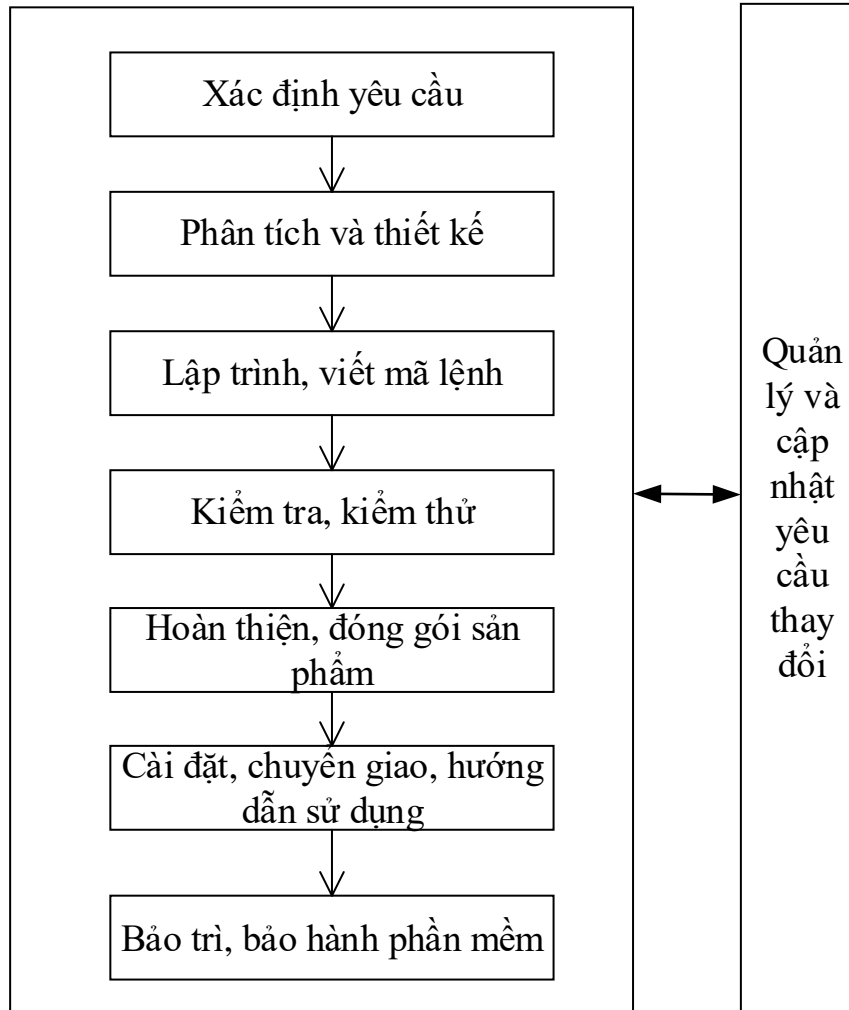 Xác định yêu cầu
Phân tích và thiết kế
Lập trình, viết mã lệnh
Kiểm tra, kiểm thử
Hoàn thiện, đóng gói sản
phẩm
Cài đặt, chuyển giao, hướng
dẫn sử dụng
Bảo trì, bảo hành phần mềm
Quản
lý và
cập
nhật
yêu
cầu
thay
đổi